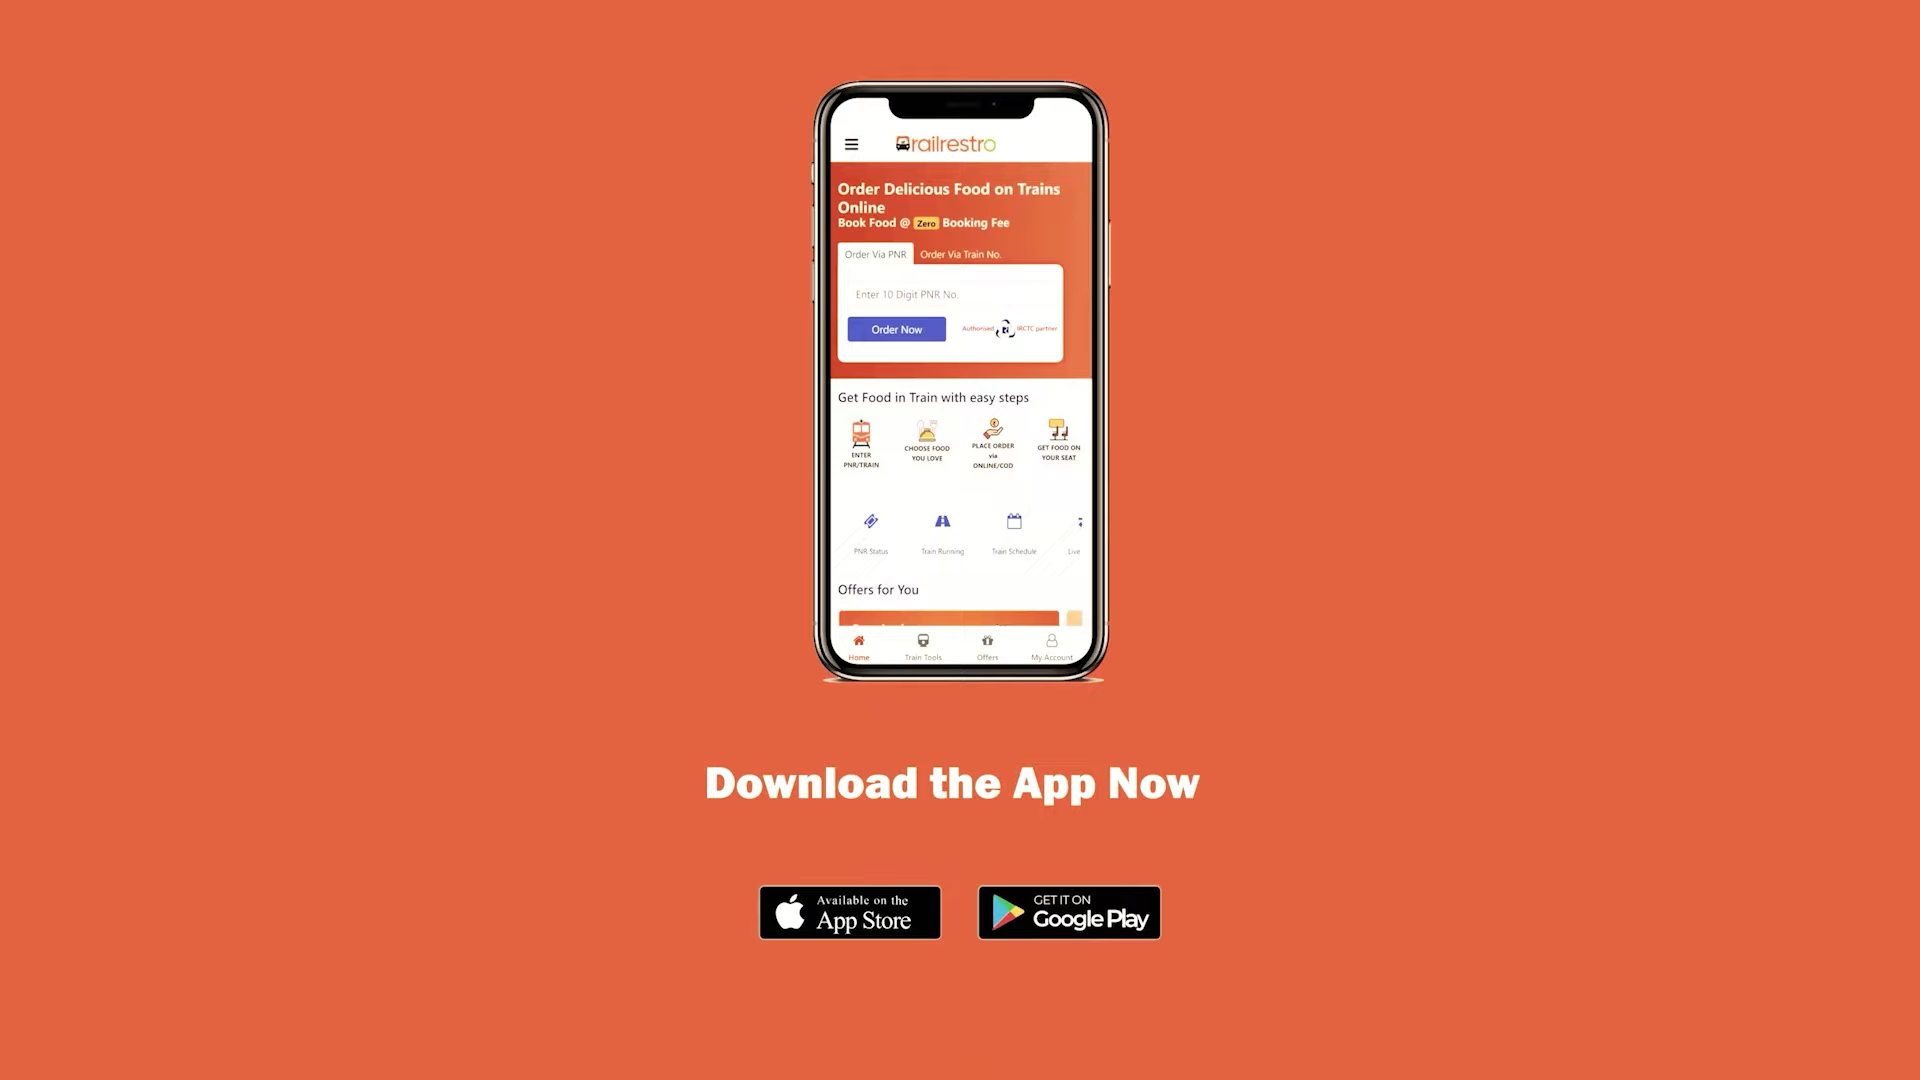 railrestro
Order Delicious Food on Trains
Online
Book Food @ Zero Booking Fee
Order Via PNR
Order Via Train No.
Enter 10 Digit PNR No.
Order Now
Authorised
IRCTC partner
Get Food in Train with easy steps
ENTER
PNR/TRAIN
CHOOSE FOOD
YOU LOVE
PLACE ORDER
via
ONLINE/COD
GET FOOD ON
YOUR SEAT
PNR Status
Train Running
Train Schedule
Live
Offers for You
Home
Train Tools
Offers
My Account
Download the App Now
Available on the
App Store
GET IT ON
Google Play